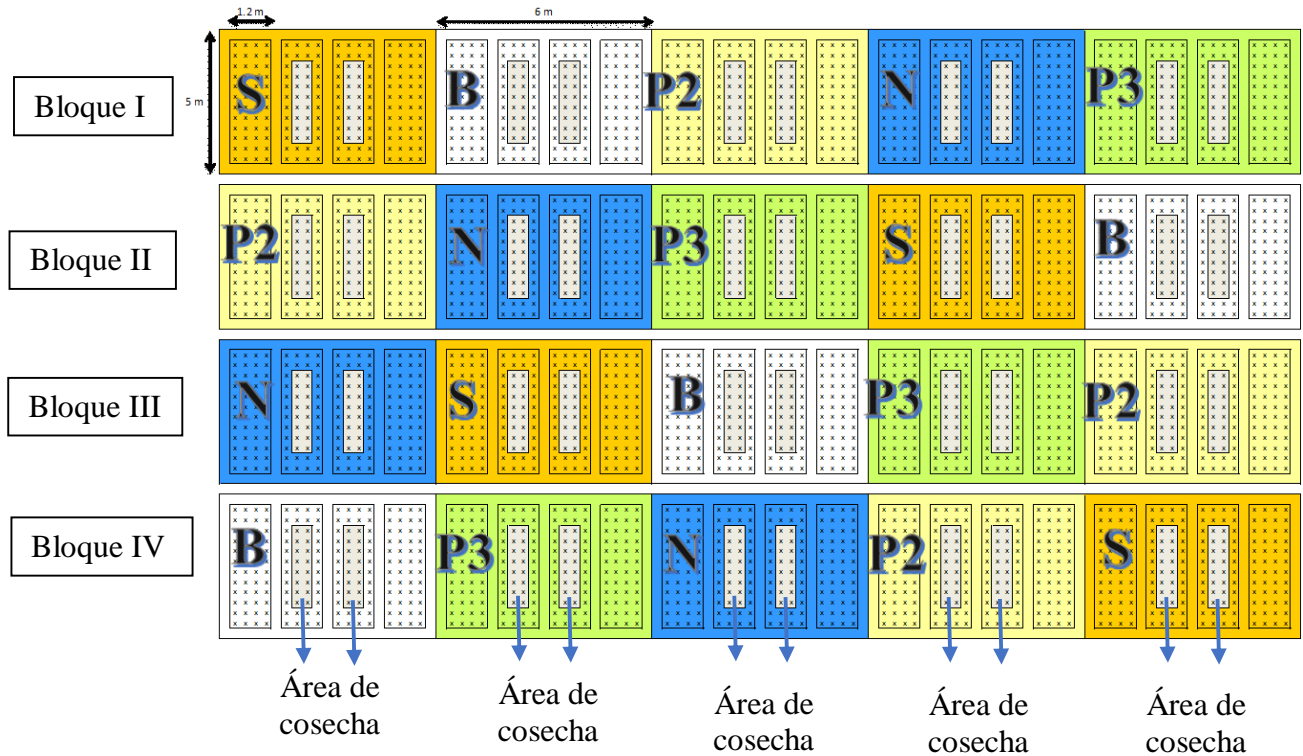 1.2 m
6 m
5 m
Bloque I
S
B
P2
N
P3
Bloque II
P2
N
P3
S
B
Bloque III
N
S
B
P3
P2
Bloque IV
B
P3
N
P2
S
Área de
cosecha
Área de
cosecha
Área de
cosecha
Área de
cosecha
Área de
cosecha